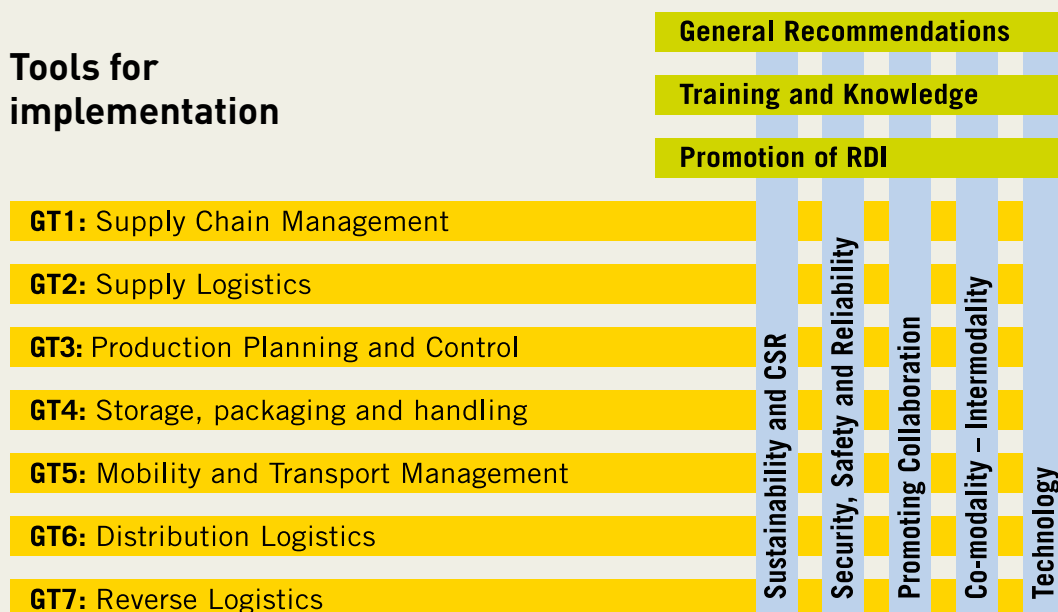 Tools for
implementation
General Recommendations
Training and Knowledge
Promotion of RDI
GT1: Supply Chain Management
GT2: Supply Logistics
GT3: Production Planning and Control
GT4: Storage, packaging and handling
GT5: Mobility and Transport Management
GT6: Distribution Logistics
GT7: Reverse Logistics
Sustainability and CSR
Security, Safety and Reliability
Promoting Collaboration
Co-modality – Intermodality
Technology